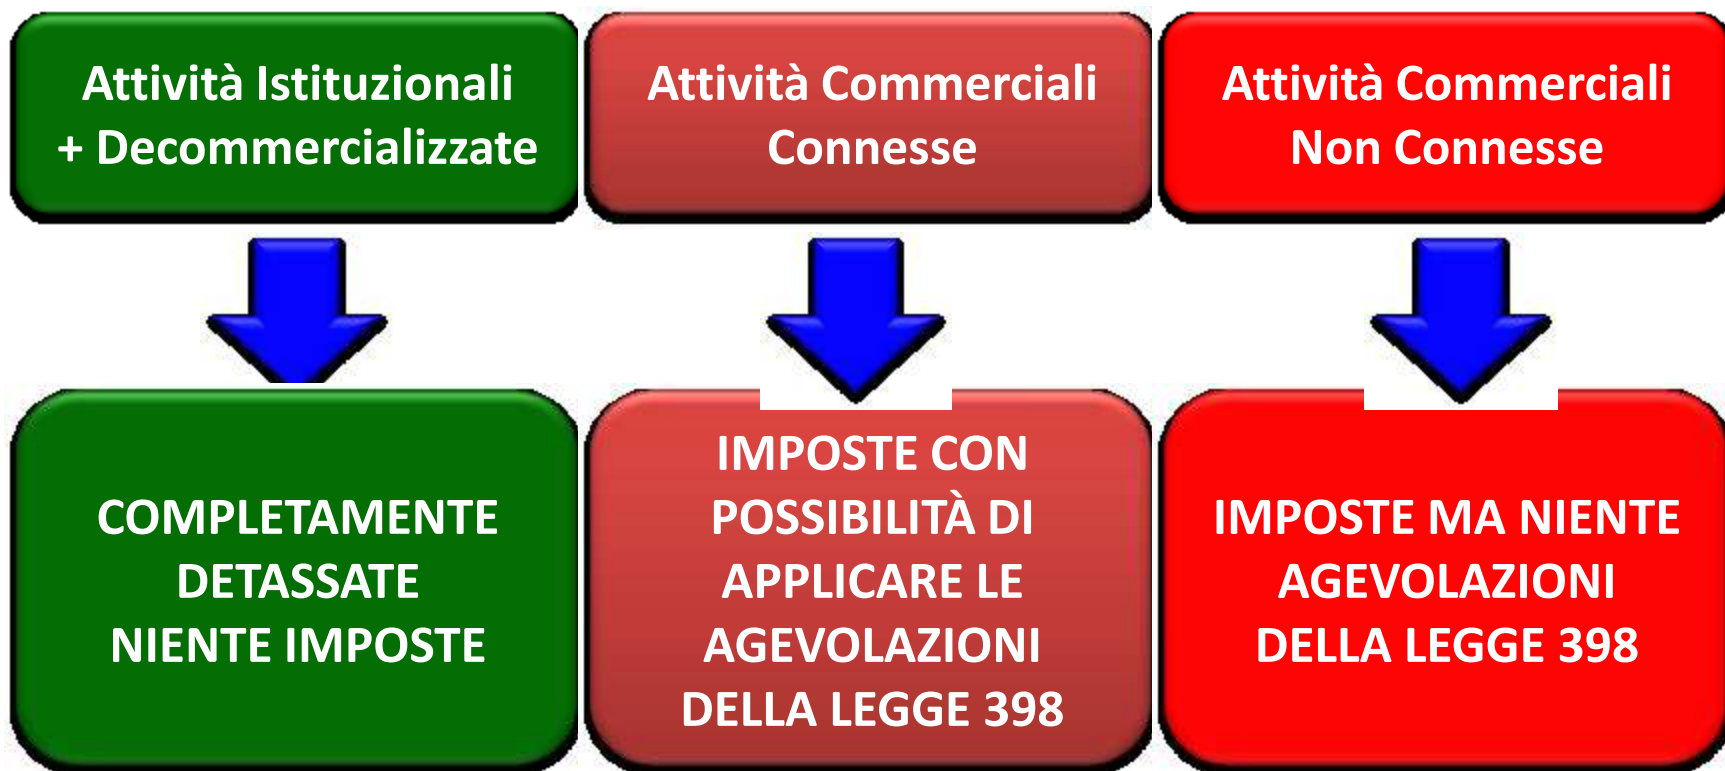 Attività Istituzionali
+ Decommercializzate
Attività Commerciali
Connesse
Attività Commerciali
Non Connesse
COMPLETAMENTE
DETASSATE
NIENTE IMPOSTE
IMPOSTE CON
POSSIBILITÀ DI
APPLICARE LE
AGEVOLAZIONI
DELLA LEGGE 398
IMPOSTE MA NIENTE
AGEVOLAZIONI
DELLA LEGGE 398